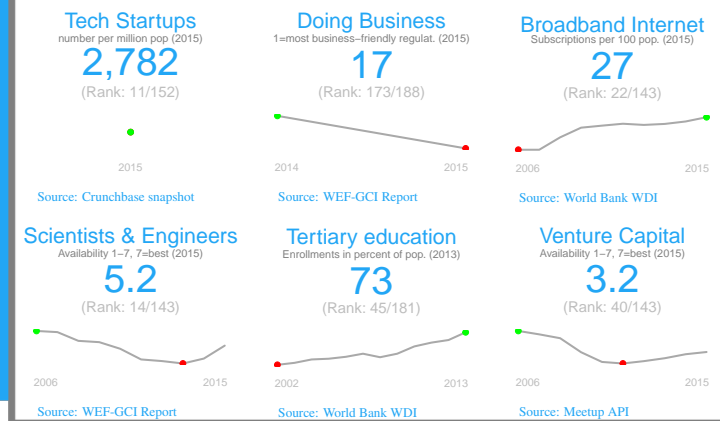 Tech Startups
number per million pop (2015)
2,782
(Rank: 11/152)
2015
Source: Crunchbase snapshot
Doing Business
1=most business−friendly regulat. (2015)
17
(Rank: 173/188)
2014 2015
Source: WEF-GCI Report
Broadband Internet
Subscriptions per 100 pop. (2015)
27
(Rank: 22/143)
2006 2015
Source: World Bank WDI
Scientists & Engineers
Availability 1−7, 7=best (2015)
5.2
(Rank: 14/143)
2006 2015
Source: WEF-GCI Report
Tertiary education
Enrollments in percent of pop. (2013)
73
(Rank: 45/181)
2002 2013
Source: World Bank WDI
Venture Capital
Availability 1−7, 7=best (2015)
3.2
(Rank: 40/143)
2006 2015
Source: Meetup API